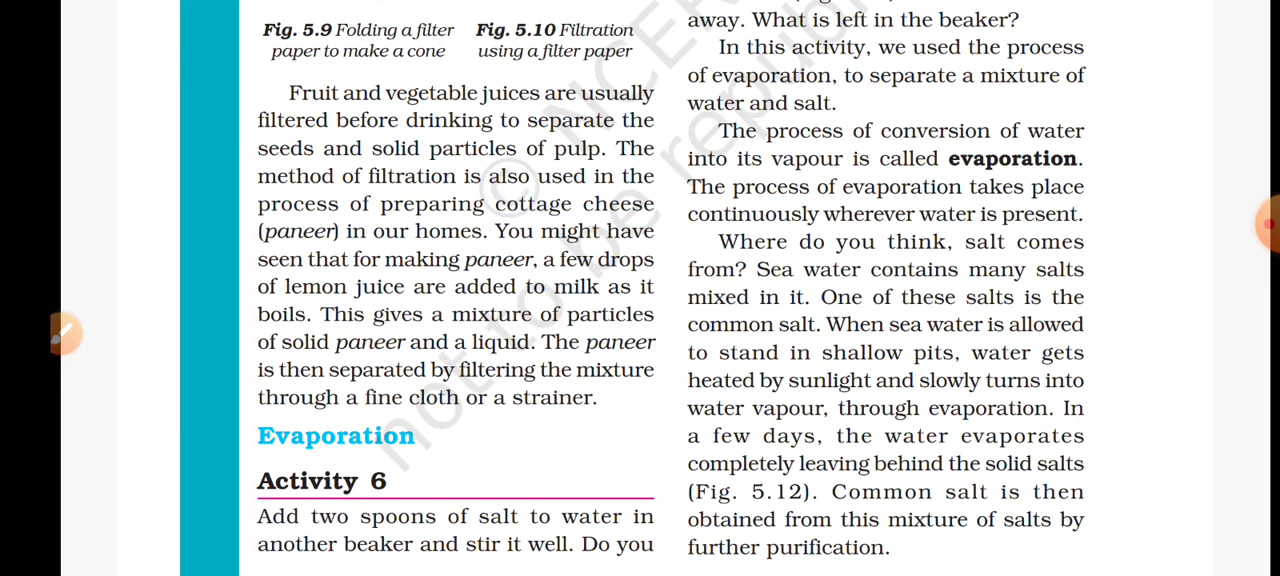 Fig. 5.9 Folding a filter
paper to make a cone
Fig. 5.10 Filtration
using a filter paper
Fruit and vegetable juices are usually
filtered before drinking to separate the
seeds and solid particles of pulp. The
method of filtration is also used in the
process of preparing cottage cheese
(paneer) in our homes. You might have
seen that for making paneer, a few drops
of lemon juice are added to milk as it
boils. This gives a mixture of particles
of solid paneer and a liquid. The paneer
is then separated by filtering the mixture
through a fine cloth or a strainer.
Evaporation
Activity 6
Add two spoons of salt to water in
another beaker and stir it well. Do you
away. What is left in the beaker?
In this activity, we used the process
of evaporation, to separate a mixture of
water and salt.
The process of conversion of water
into its vapour is called evaporation.
The process of evaporation takes place
continuously wherever water is present.
Where do you think, salt comes
from? Sea water contains many salts
mixed in it. One of these salts is the
common salt. When sea water is allowed
to stand in shallow pits, water gets
heated by sunlight and slowly turns into
water vapour, through evaporation. In
a few days, the water evaporates
completely leaving behind the solid salts
(Fig. 5.12). Common salt is then
obtained from this mixture of salts by
further purification.
© NCER
not to be republi